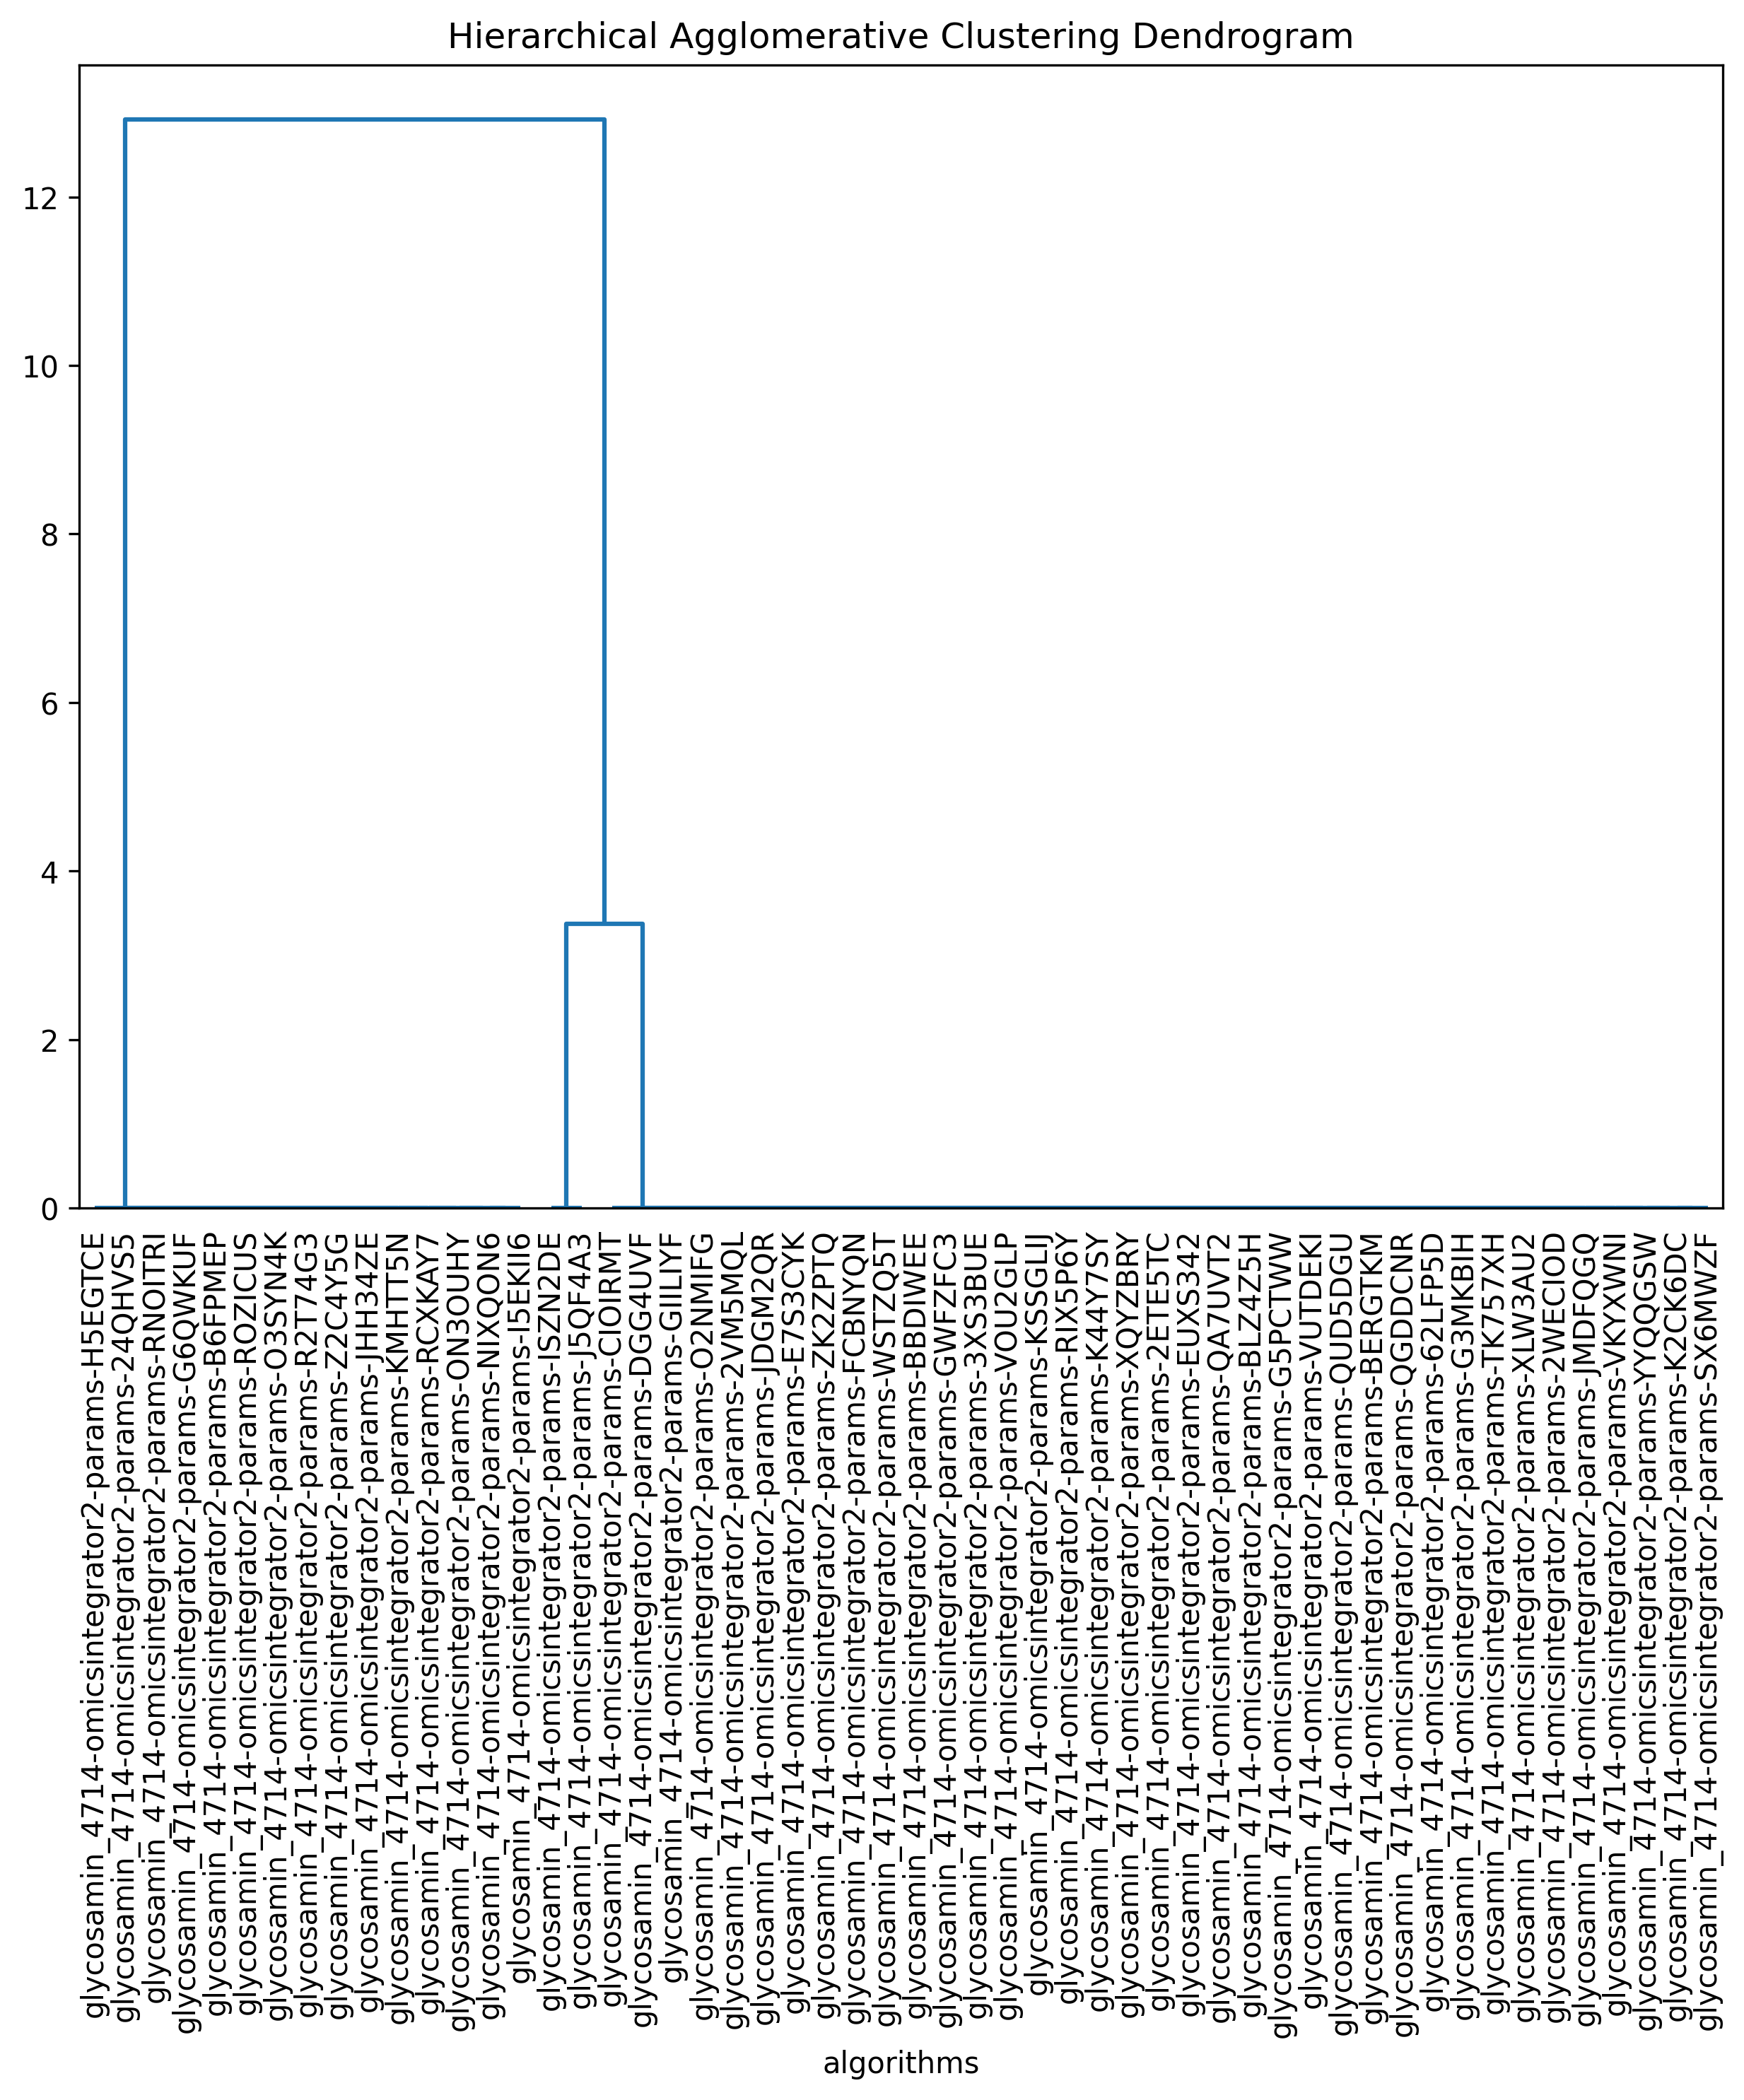 Hierarchical Agglomerative Clustering Dendrogram
12
10
8
6
4
2
0
glycosamin_4714-omicsintegrator2-params-H5EGTCE
glycosamin_4714-omicsintegrator2-params-24QHVS5
glycosamin_4714-omicsintegrator2-params-RNOITRI
glycosamin_4714-omicsintegrator2-params-G6QWKUF
glycosamin_4714-omicsintegrator2-params-B6FPMEP
glycosamin_4714-omicsintegrator2-params-ROZICUS
glycosamin_4714-omicsintegrator2-params-O3SYN4K
glycosamin_4714-omicsintegrator2-params-R2T74G3
glycosamin_4714-omicsintegrator2-params-Z2C4Y5G
glycosamin_4714-omicsintegrator2-params-JHH34ZE
glycosamin_4714-omicsintegrator2-params-KMHTT5N
glycosamin_4714-omicsintegrator2-params-RCXKAY7
glycosamin_4714-omicsintegrator2-params-ON3OUHY
glycosamin_4714-omicsintegrator2-params-NIXQON6
glycosamin_4714-omicsintegrator2-params-I5EKII6
glycosamin_4714-omicsintegrator2-params-ISZN2DE
glycosamin_4714-omicsintegrator2-params-J5QF4A3
glycosamin_4714-omicsintegrator2-params-CIOIRMT
glycosamin_4714-omicsintegrator2-params-DGG4UVF
glycosamin_4714-omicsintegrator2-params-GIILIYF
glycosamin_4714-omicsintegrator2-params-O2NMIFG
glycosamin_4714-omicsintegrator2-params-2VM5MQL
glycosamin_4714-omicsintegrator2-params-JDGM2QR
glycosamin_4714-omicsintegrator2-params-E7S3CYK
glycosamin_4714-omicsintegrator2-params-ZK2ZPTQ
glycosamin_4714-omicsintegrator2-params-FCBNYQN
glycosamin_4714-omicsintegrator2-params-WSTZQ5T
glycosamin_4714-omicsintegrator2-params-BBDIWEE
glycosamin_4714-omicsintegrator2-params-GWFZFC3
glycosamin_4714-omicsintegrator2-params-3XS3BUE
glycosamin_4714-omicsintegrator2-params-VOU2GLP
glycosamin_4714-omicsintegrator2-params-KSSGLIJ
glycosamin_4714-omicsintegrator2-params-RIX5P6Y
glycosamin_4714-omicsintegrator2-params-K44Y7SY
glycosamin_4714-omicsintegrator2-params-XQYZBRY
glycosamin_4714-omicsintegrator2-params-2ETE5TC
glycosamin_4714-omicsintegrator2-params-EUXS342
glycosamin_4714-omicsintegrator2-params-QA7UVT2
glycosamin_4714-omicsintegrator2-params-BLZ4Z5H
glycosamin_4714-omicsintegrator2-params-G5PCTWW
glycosamin_4714-omicsintegrator2-params-VUTDEKI
glycosamin_4714-omicsintegrator2-params-QUD5DGU
glycosamin_4714-omicsintegrator2-params-BERGTKM
glycosamin_4714-omicsintegrator2-params-QGDDCNR
glycosamin_4714-omicsintegrator2-params-62LFP5D
glycosamin_4714-omicsintegrator2-params-G3MKBIH
glycosamin_4714-omicsintegrator2-params-TK757XH
glycosamin_4714-omicsintegrator2-params-XLW3AU2
glycosamin_4714-omicsintegrator2-params-2WECIOD
glycosamin_4714-omicsintegrator2-params-JMDFQGQ
glycosamin_4714-omicsintegrator2-params-VKYXWNI
glycosamin_4714-omicsintegrator2-params-YYQQGSW
glycosamin_4714-omicsintegrator2-params-K2CK6DC
glycosamin_4714-omicsintegrator2-params-SX6MWZF
algorithms